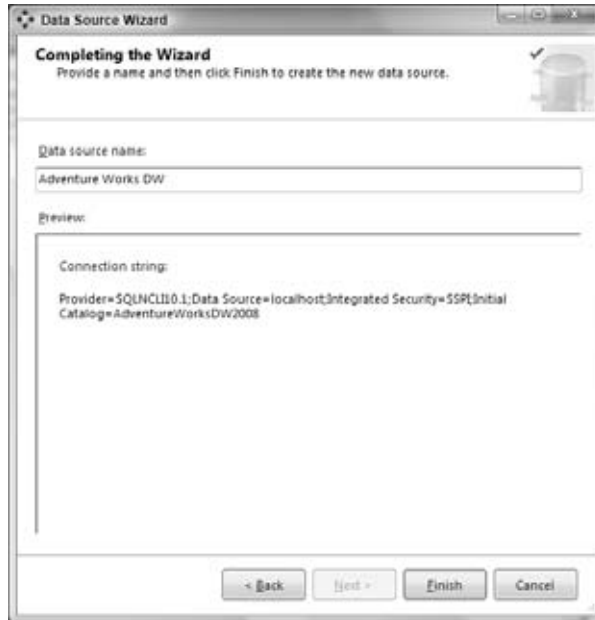 Data Source Wizard
Completing the Wizard
Provide a name and then click Finish to create the new data source.
Data source name:
Adventure Works DW
Preview:
Connection string:
Provider=SQLNCLI10.1;Data Source=localhost;Integrated Security=SSPI;Initial
Catalog=AdventureWorksDW2008
< Back
Next >
Finish
Cancel